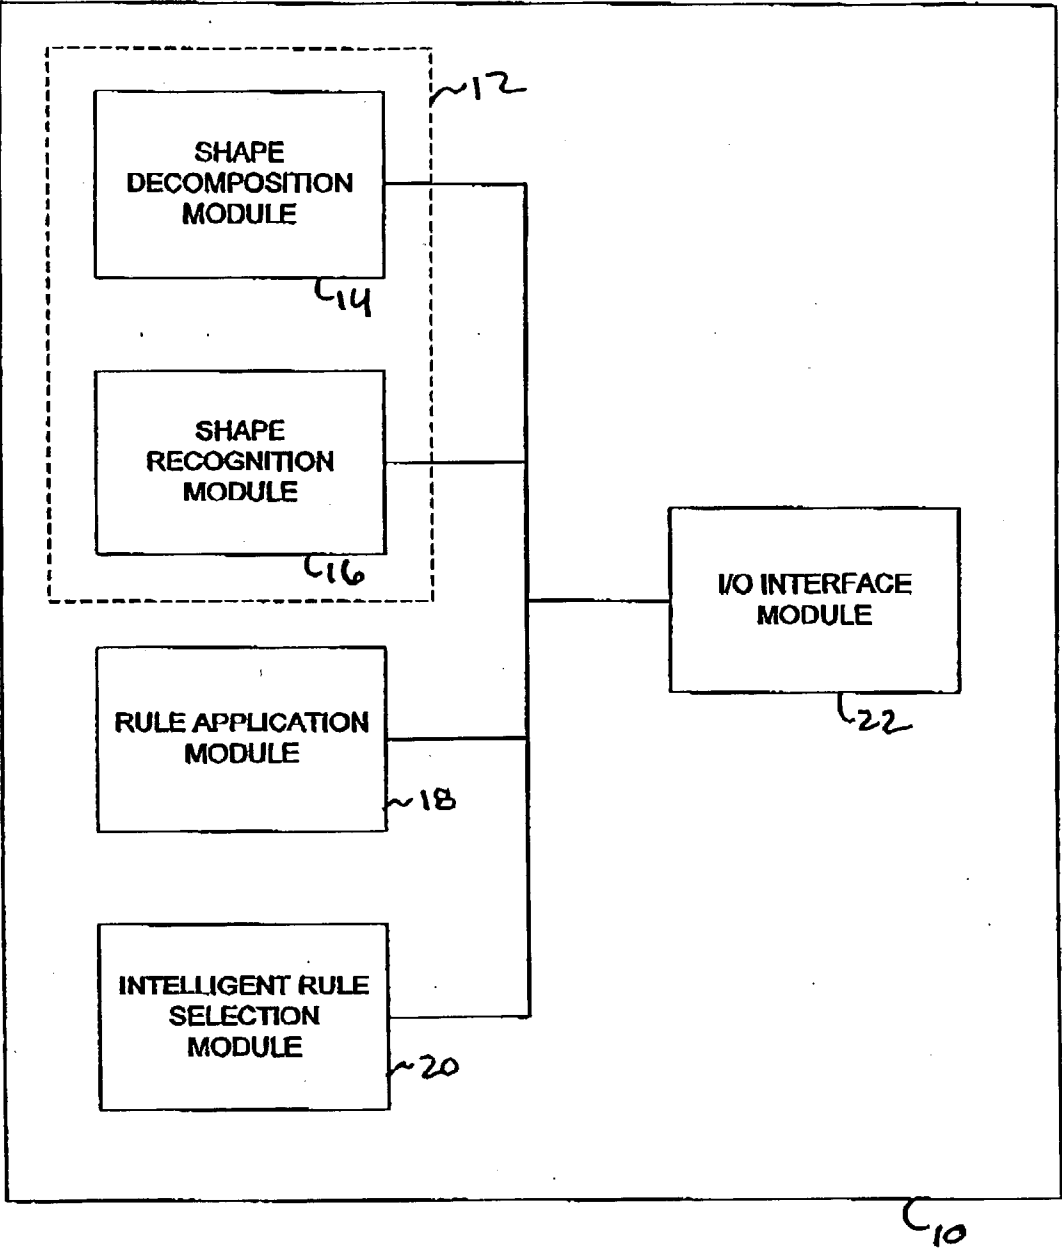 12
SHAPE
DECOMPOSITION
MODULE
14
SHAPE
RECOGNITION
MODULE
16
I/O INTERFACE
MODULE
22
RULE APPLICATION
MODULE
18
INTELLIGENT RULE
SELECTION
MODULE
20
10